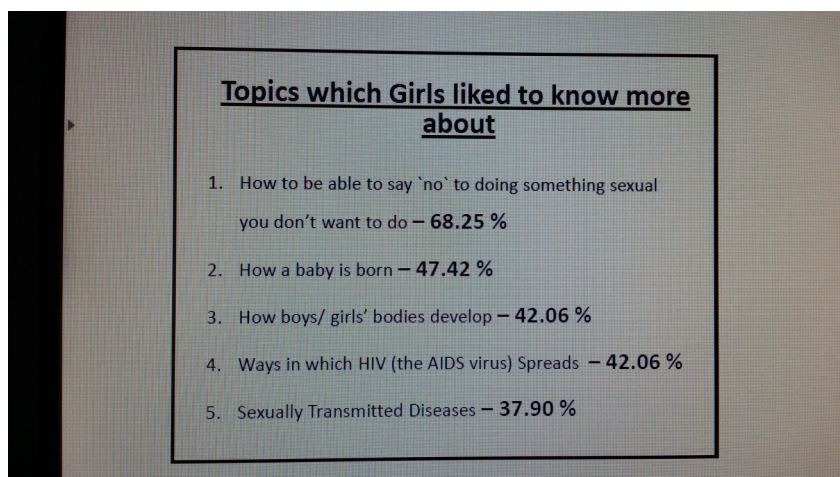 Topics which Girls liked to know more
about
1. How to be able to say `no` to doing something sexual
you don't want to do – 68.25 %
2. How a baby is born – 47.42 %
3. How boys/ girls' bodies develop – 42.06 %
4. Ways in which HIV (the AIDS virus) Spreads – 42.06 %
5. Sexually Transmitted Diseases – 37.90 %